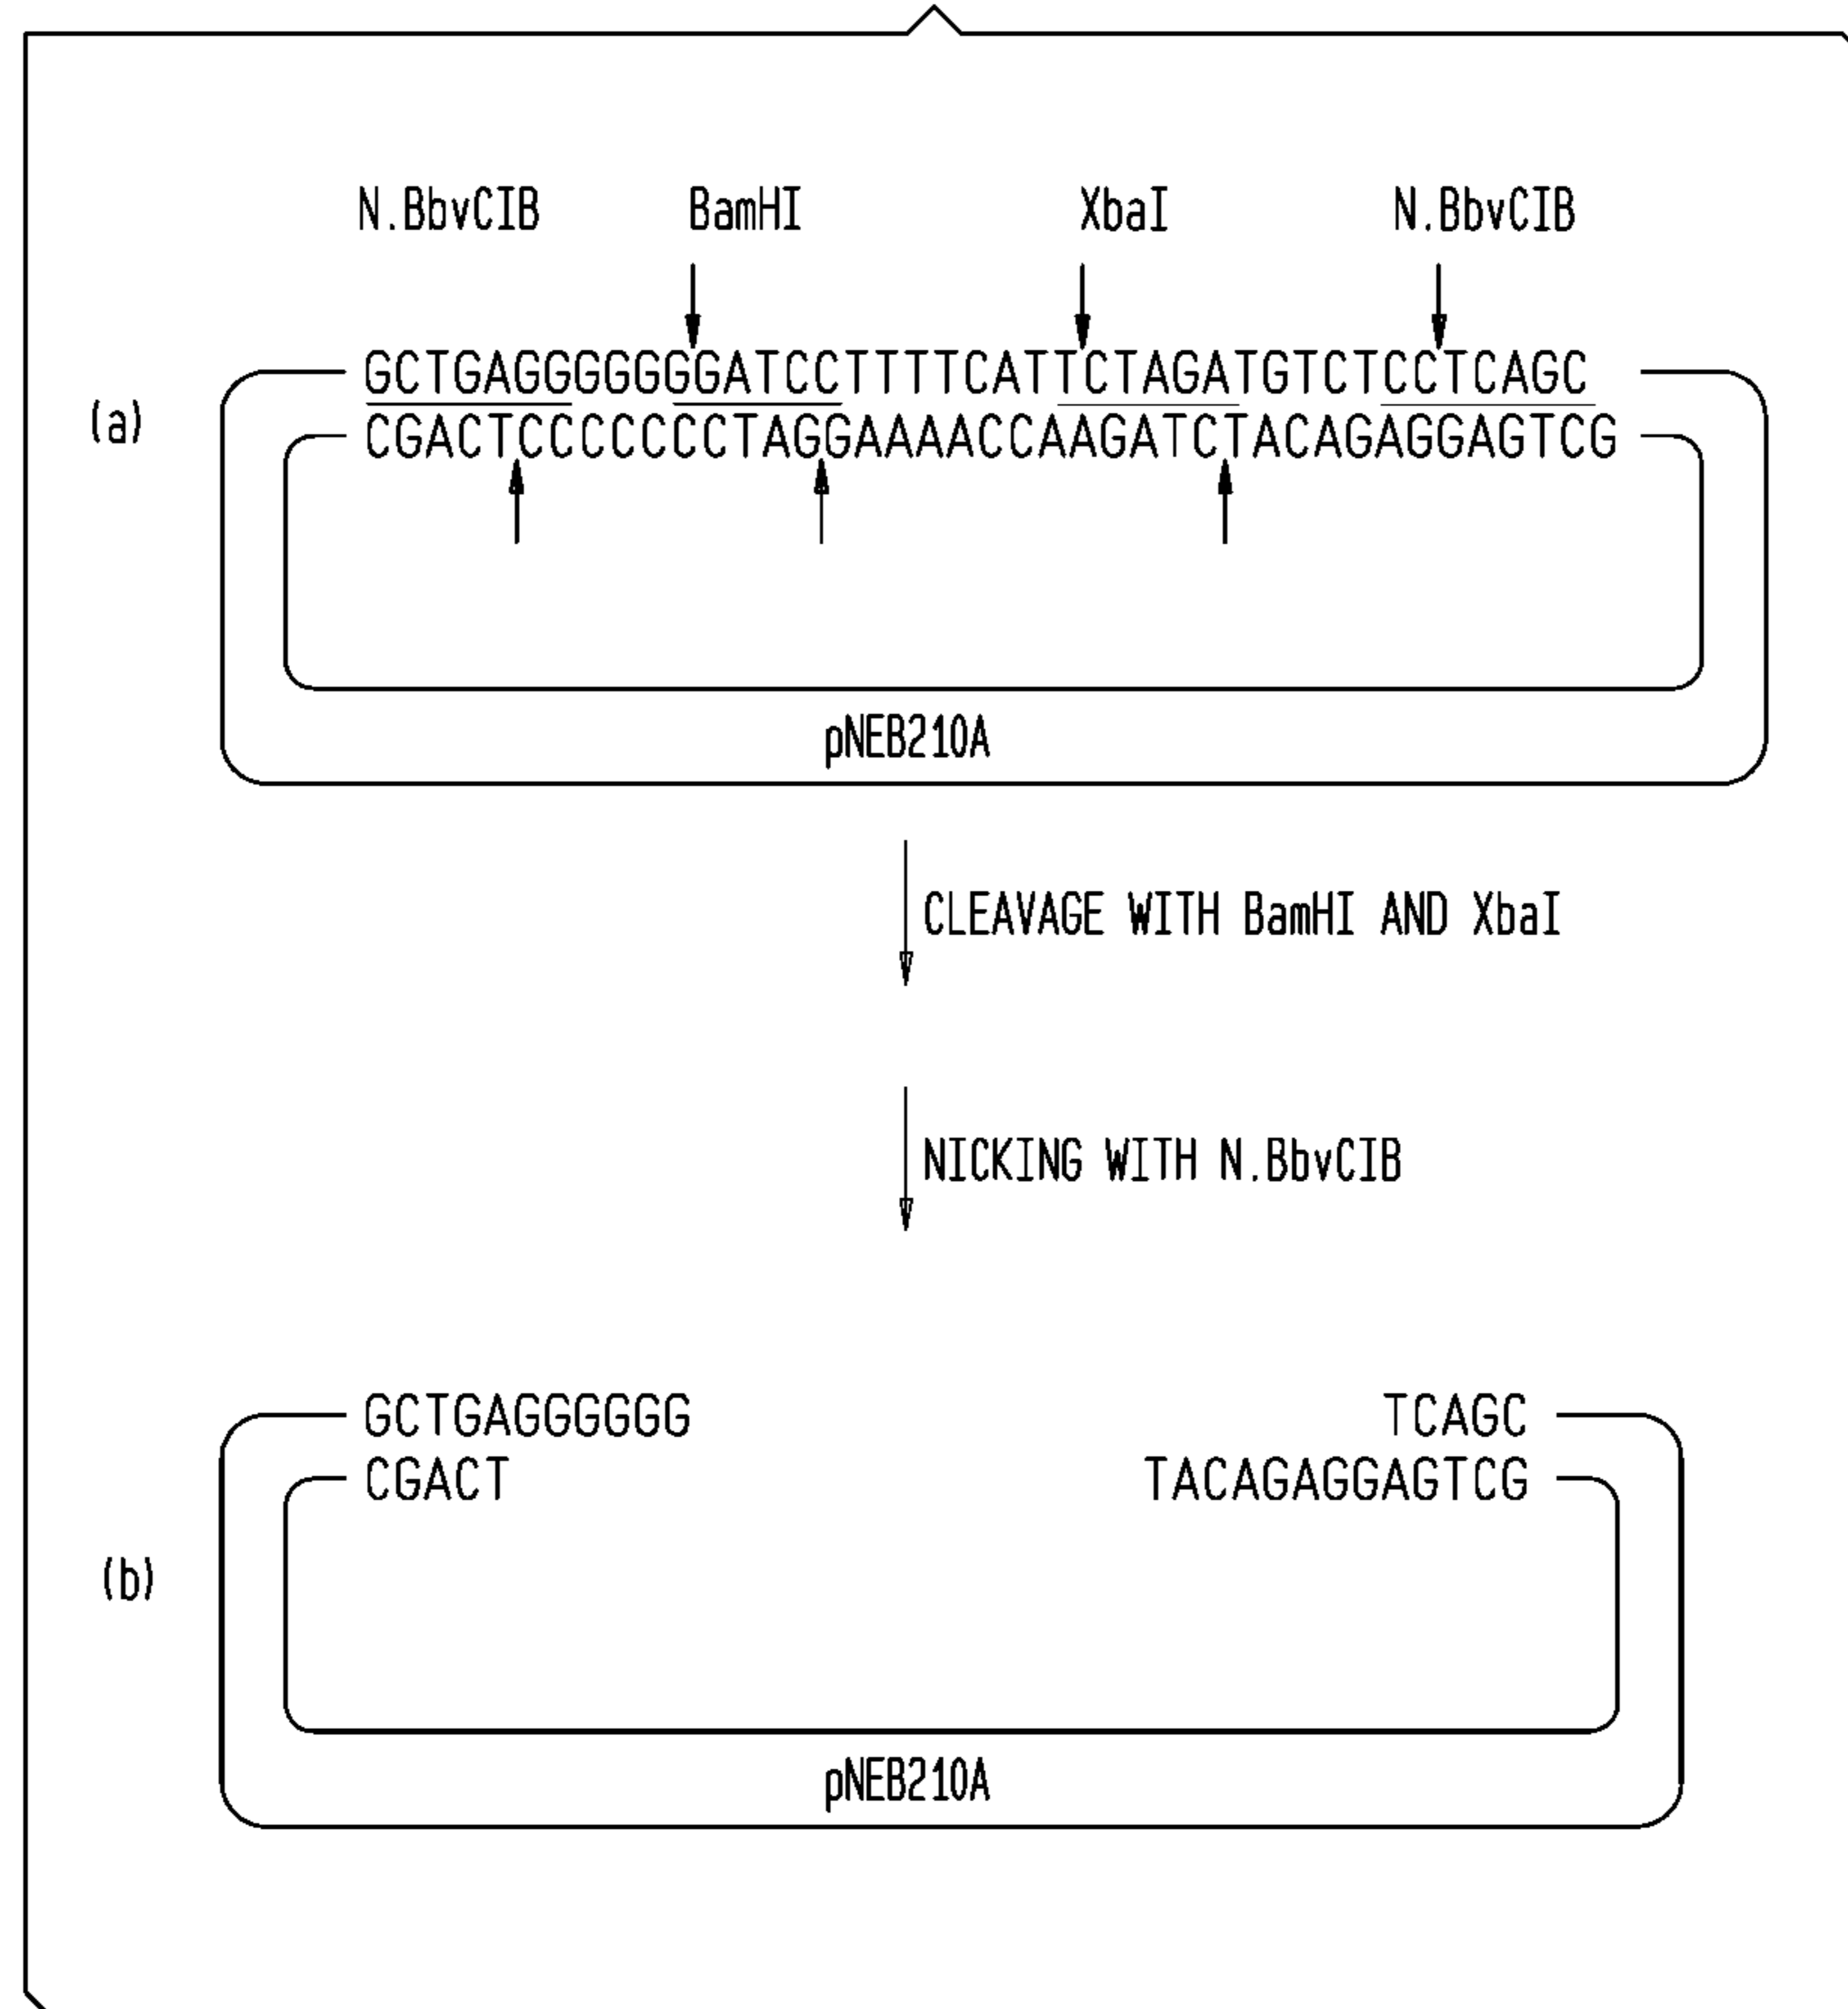 N.BbvCIB BamHI XbaI N.BbvCIB
(a)
GCTGAGGGGGGGATCCTTTTCATTCTAGATGTCTCCTCAGC
CGACTCCCCCCCTAGGAAAACCAAGATCTACAGAGGAGTCG
pNEB210A
CLEAVAGE WITH BamHI AND XbaI
NICKING WITH N.BbvCIB
GCTGAGGGGGG TCAGC
CGACT TACAGAGGAGTCG
(b)
pNEB210A